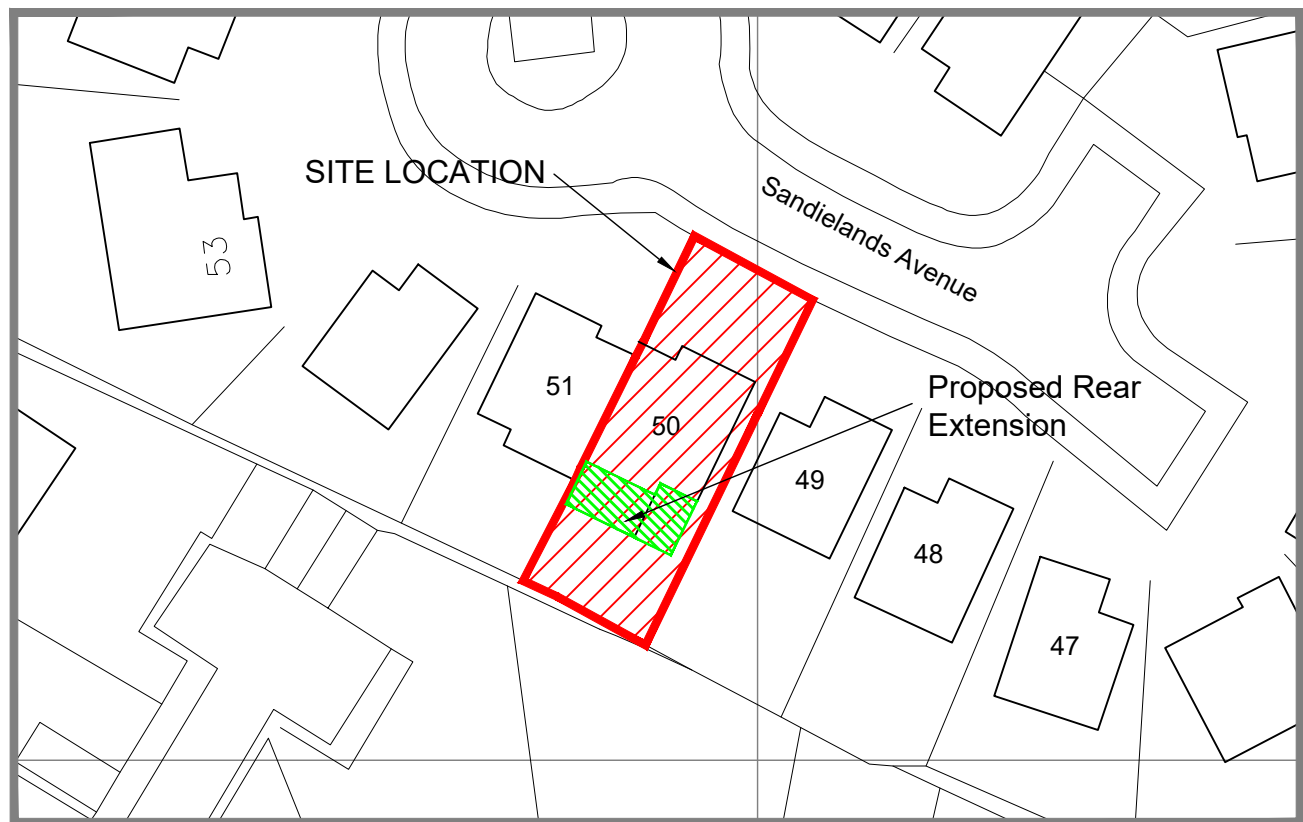 SITE LOCATION
Sandielands Avenue
53
51
Proposed Rear
Extension
50
49
48
47